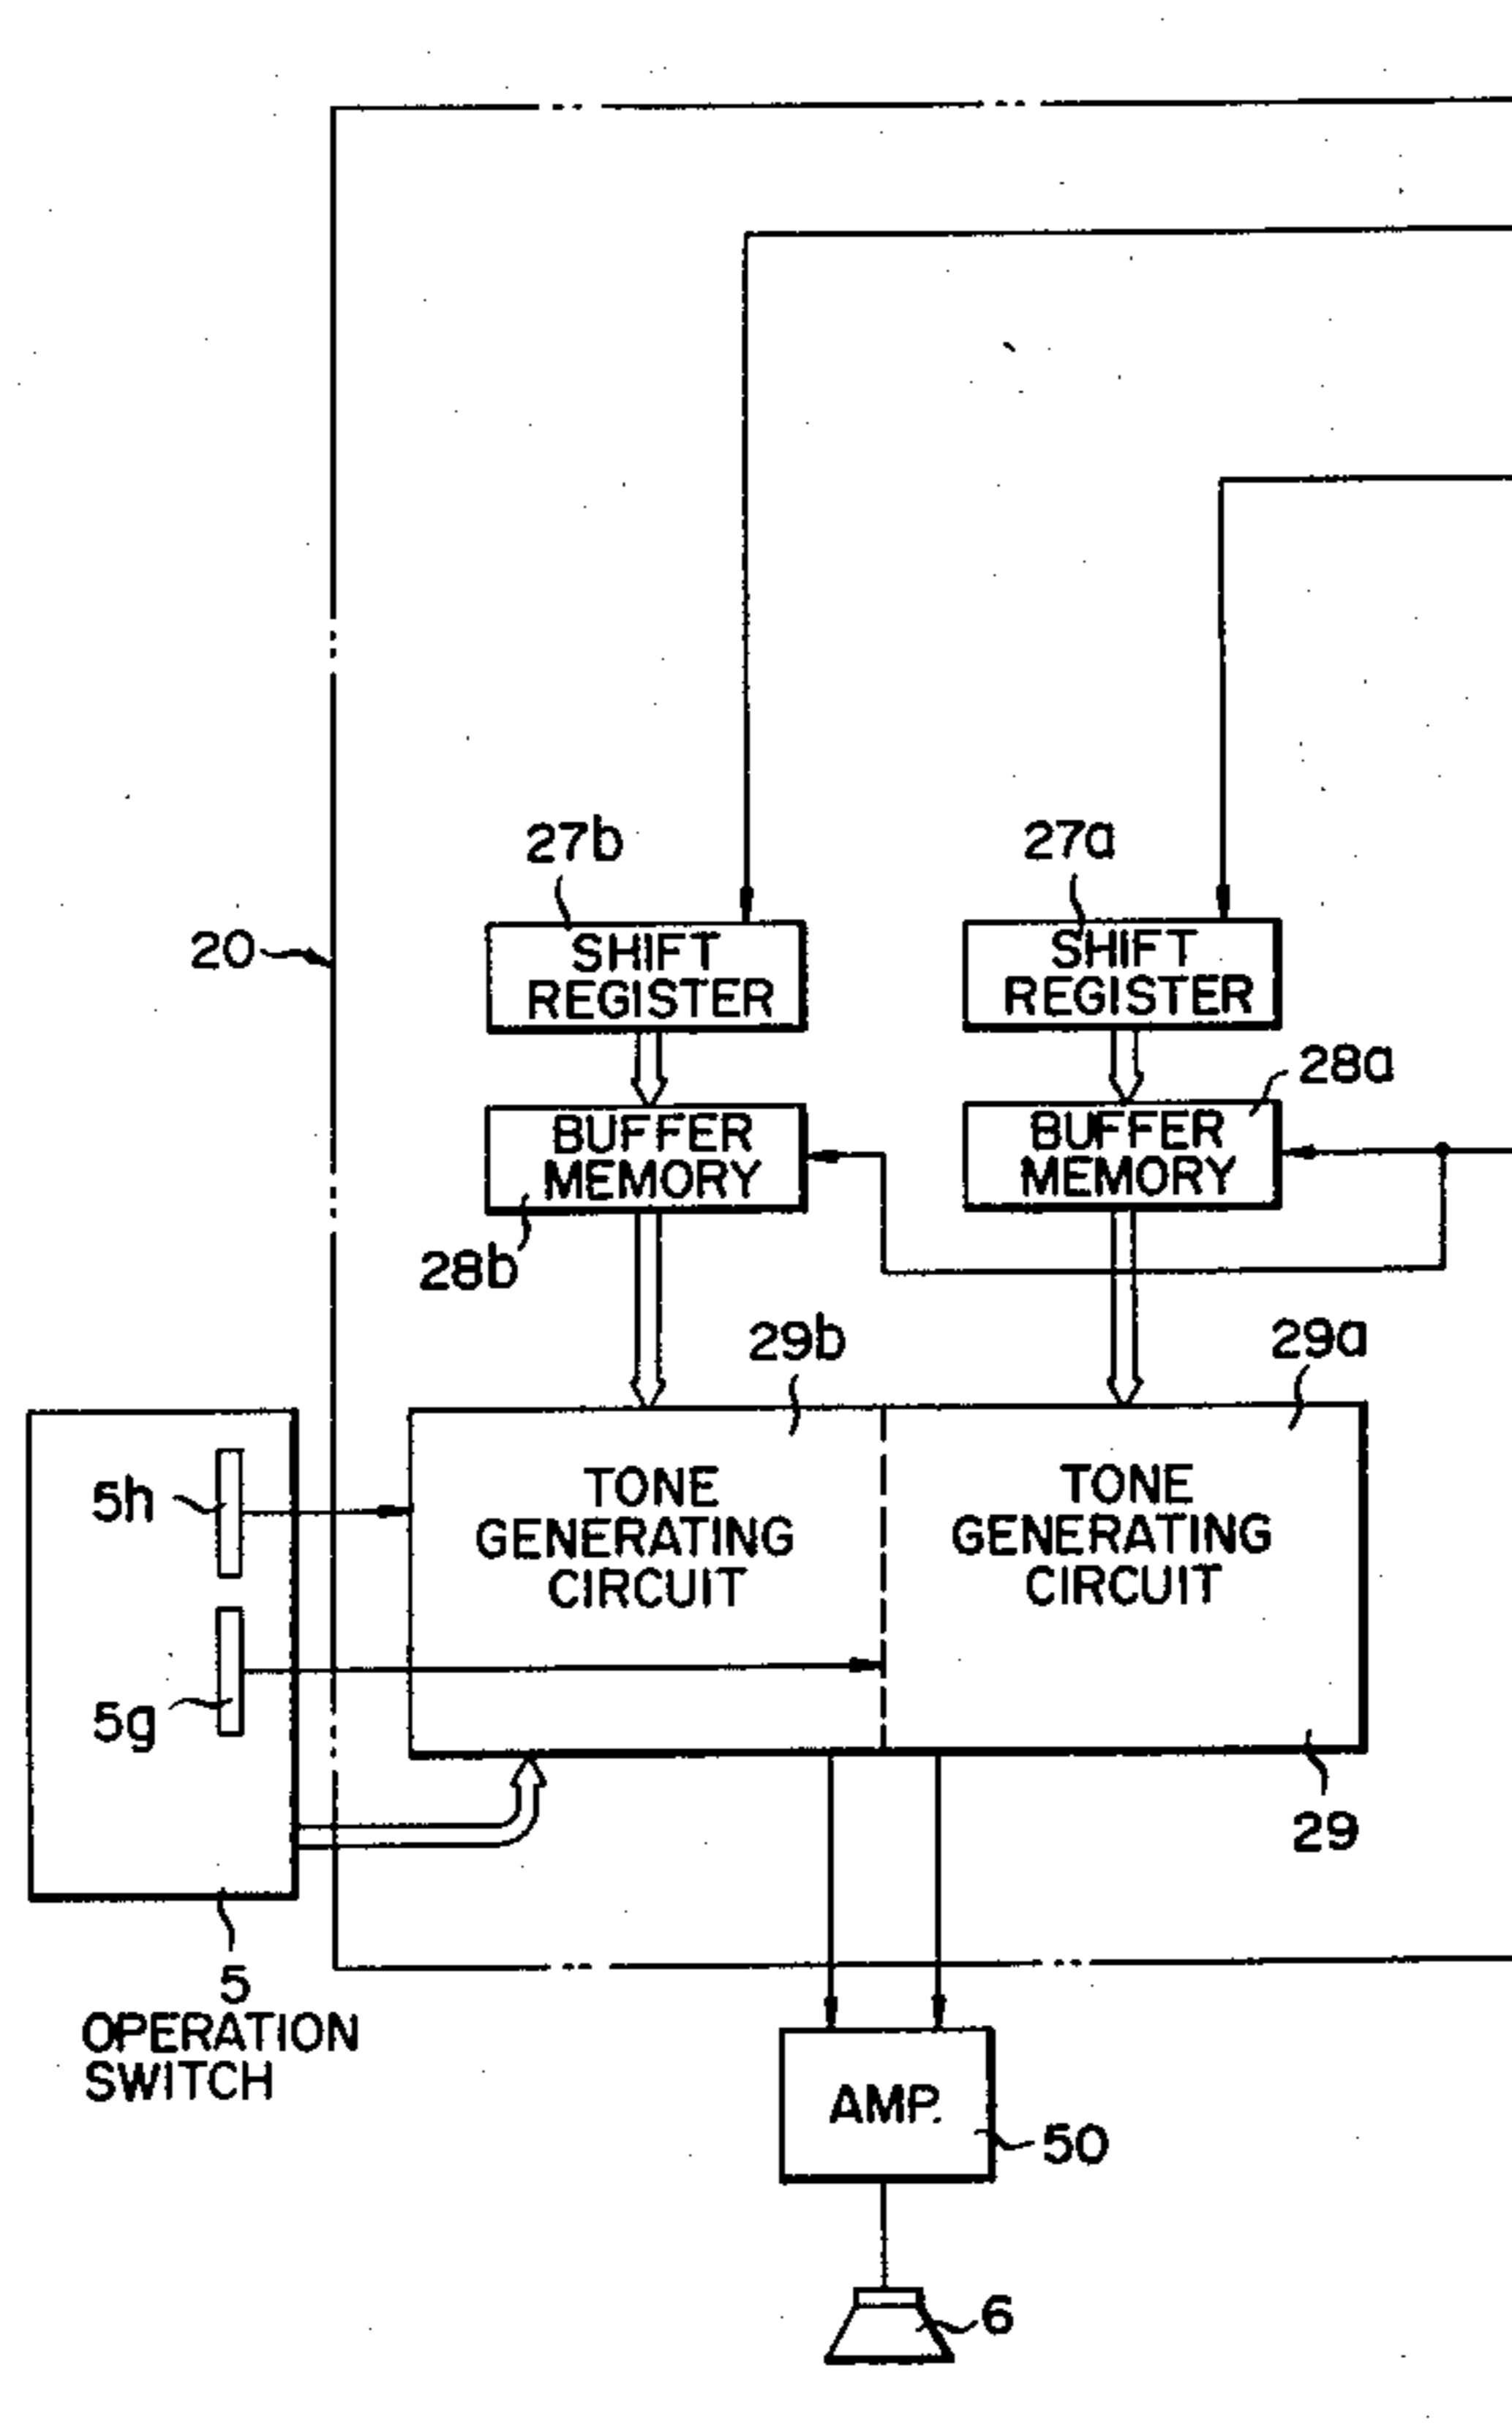 27b
27a
20
SHIFT
REGISTER
SHIFT
REGISTER
28a
BUFFER
MEMORY
BUFFER
MEMORY
28b
29b
29a
5h
TONE
GENERATING
CIRCUIT
TONE
GENERATING
CIRCUIT
5g
29
5
OPERATION
SWITCH
AMP.
50
6